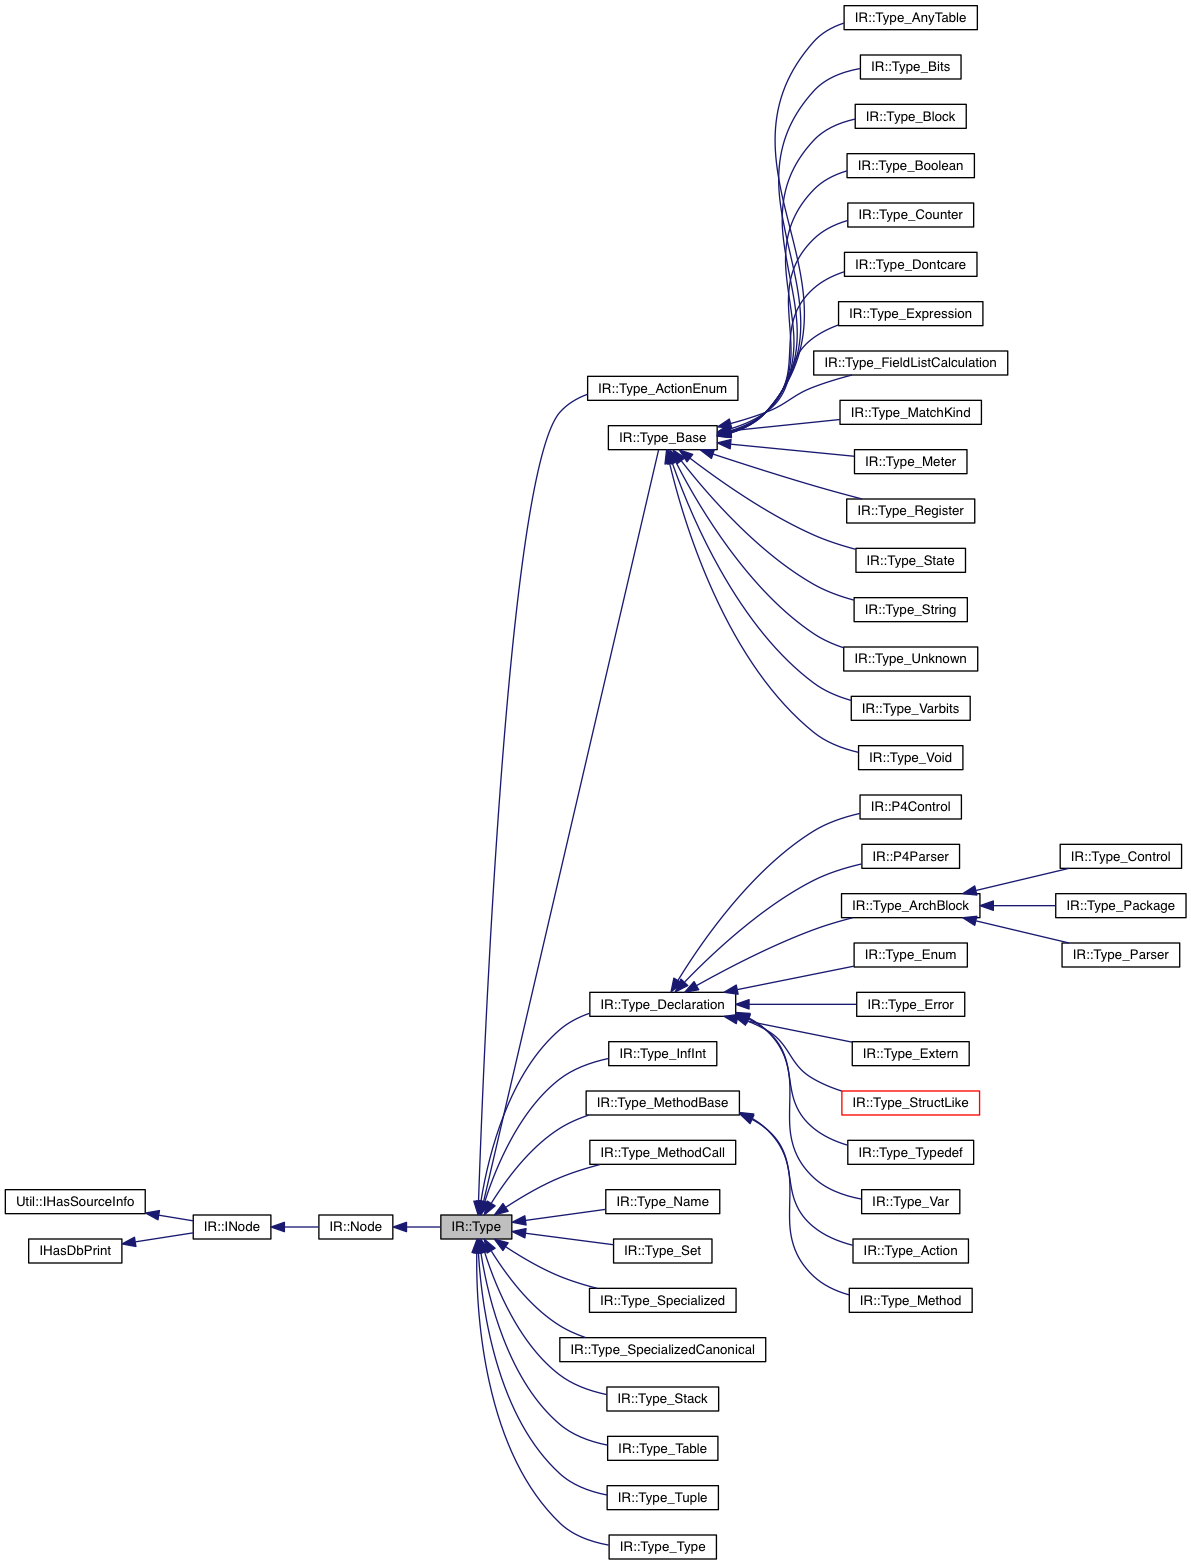 IR::Type_AnyTable
IR::Type_Bits
IR::Type_Block
IR::Type_Boolean
IR::Type_Counter
IR::Type_Dontcare
IR::Type_Expression
IR::Type_FieldListCalculation
IR::Type_ActionEnum
IR::Type_MatchKind
IR::Type_Base
IR::Type_Meter
IR::Type_Register
IR::Type_State
IR::Type_String
IR::Type_Unknown
IR::Type_Varbits
IR::Type_Void
IR::P4Control
IR::P4Parser
IR::Type_Control
IR::Type_ArchBlock
IR::Type_Package
IR::Type_Enum
IR::Type_Parser
IR::Type_Declaration
IR::Type_Error
IR::Type_InfInt
IR::Type_Extern
IR::Type_MethodBase
IR::Type_StructLike
IR::Type_MethodCall
IR::Type_Typedef
Util::IHasSourceInfo
IR::Type_Name
IR::Type_Var
IR::INode
IR::Node
IR::Type
IHasDbPrint
IR::Type_Set
IR::Type_Action
IR::Type_Specialized
IR::Type_Method
IR::Type_SpecializedCanonical
IR::Type_Stack
IR::Type_Table
IR::Type_Tuple
IR::Type_Type